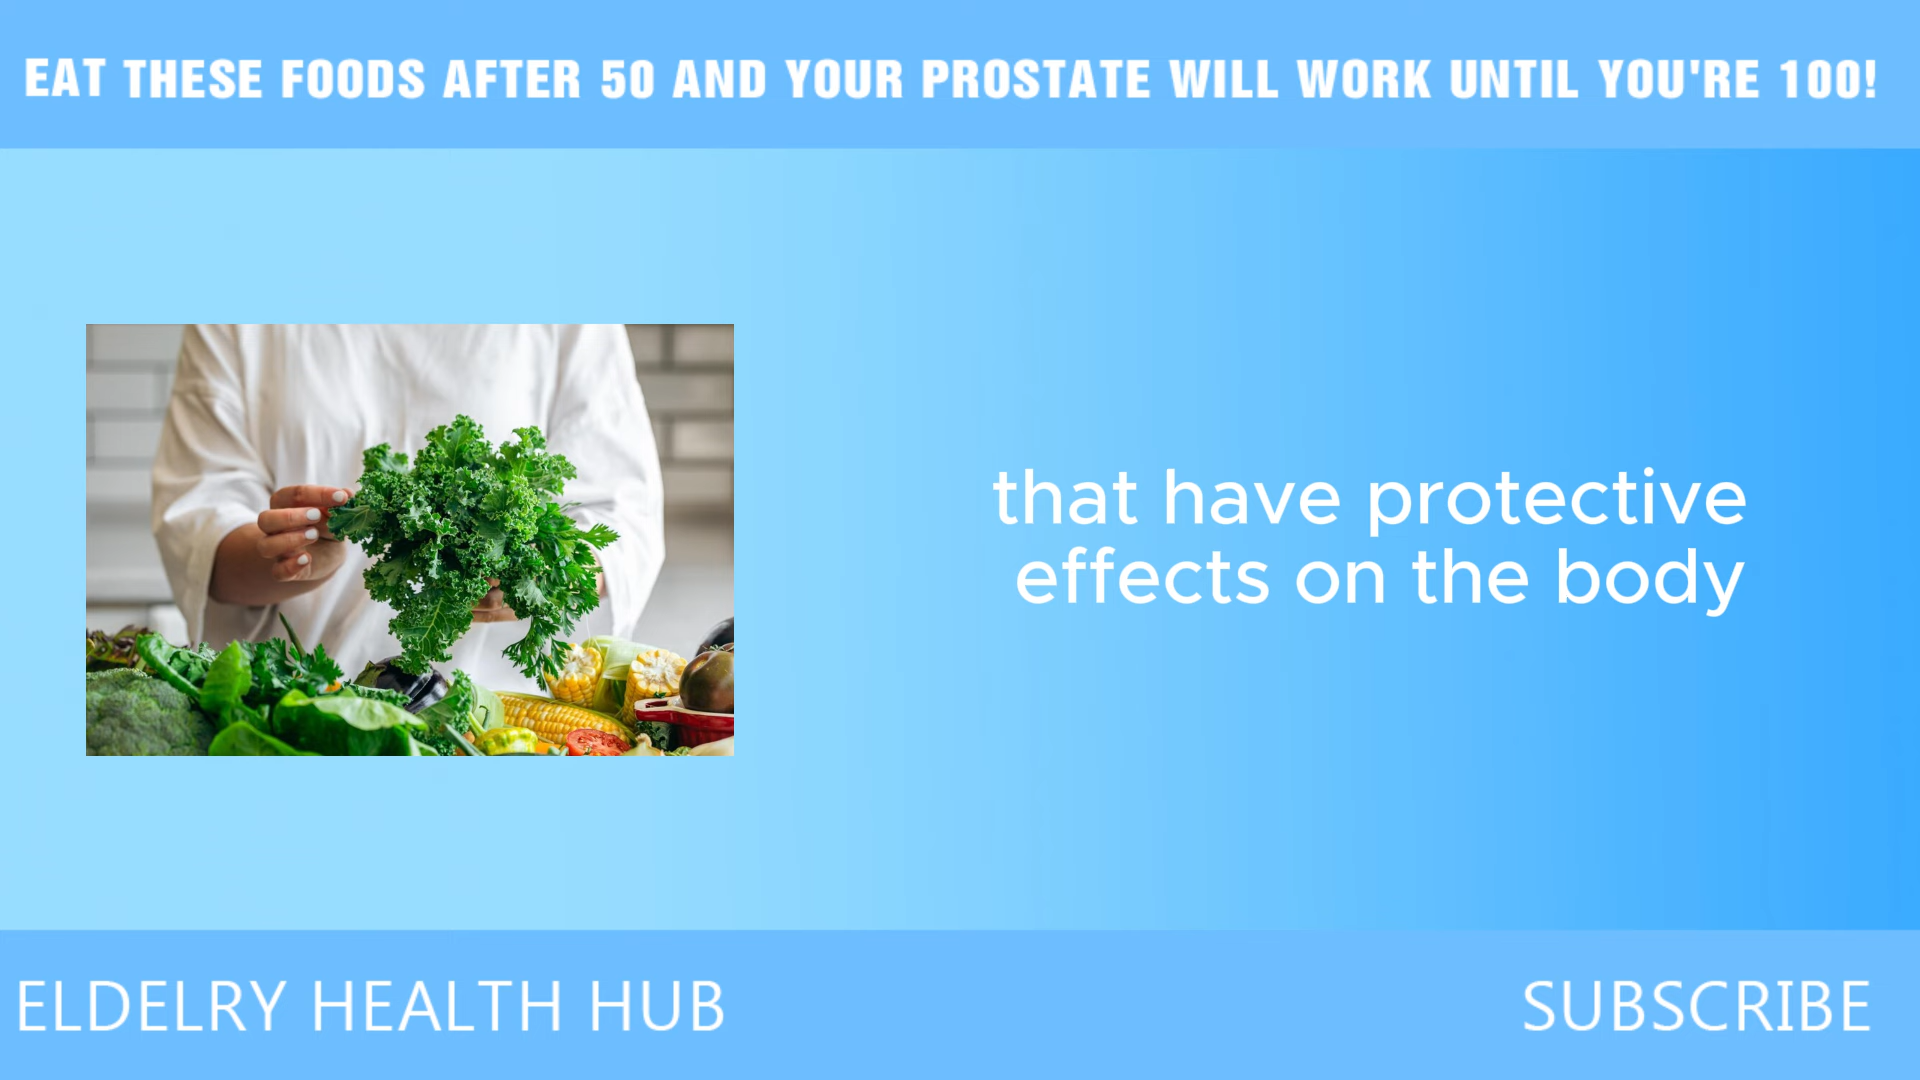 EAT THESE FOODS AFTER 50 AND YOUR PROSTATE WILL WORK UNTIL YOU'RE 100!
that have protective
effects on the body
ELDELRY HEALTH HUB
SUBSCRIBE